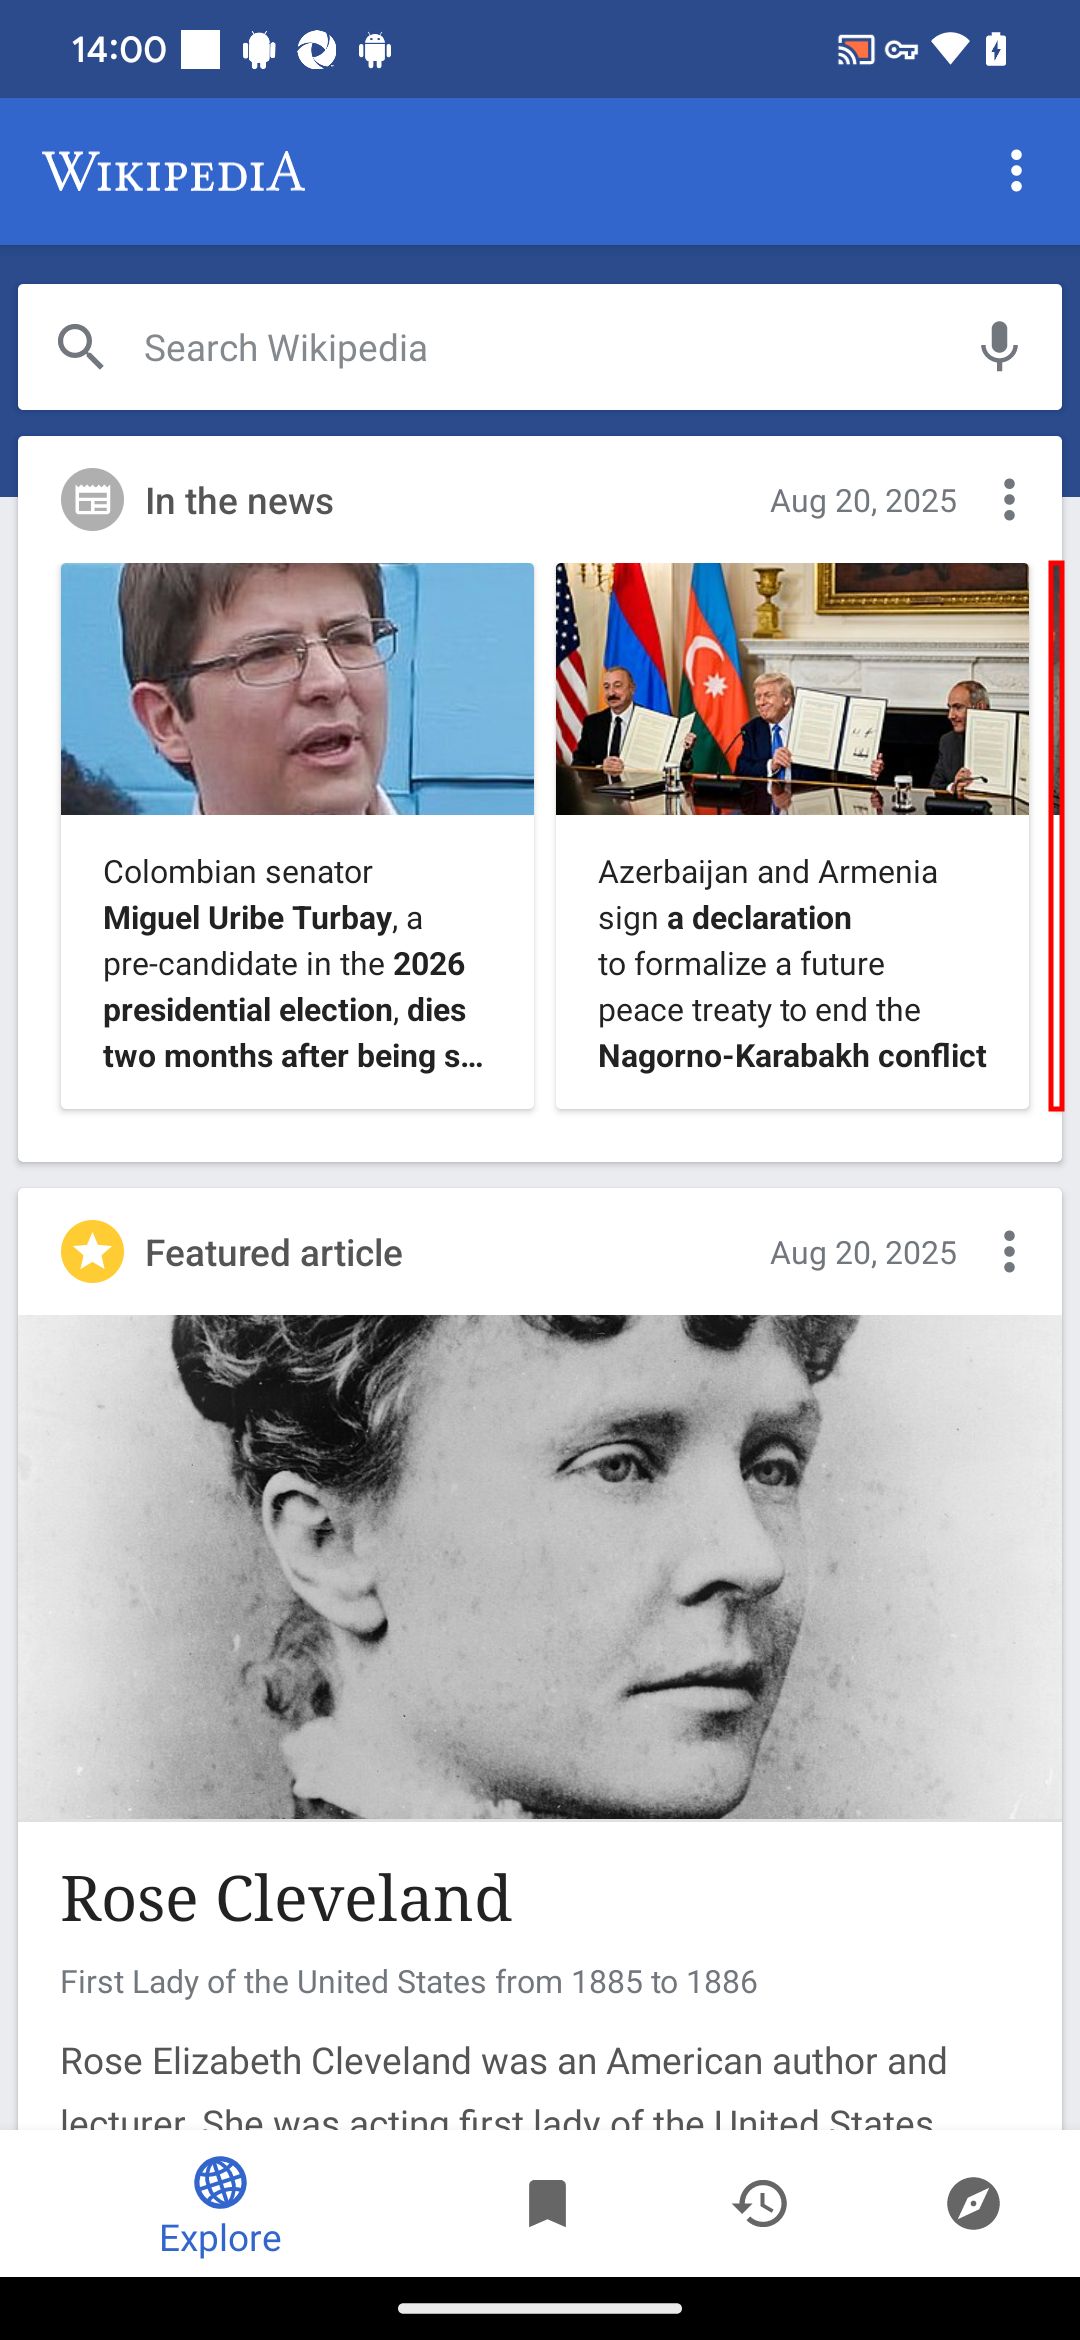 14:00
WIKIPEDIA
Search Wikipedia
In the news
Aug 20, 2025
Colombian senator
Miguel Uribe Turbay, a
pre-candidate in the 2026
presidential election, dies
two months after being s...
Azerbaijan and Armenia
sign a declaration
to formalize a future
peace treaty to end the
Nagorno-Karabakh conflict
Featured article
Aug 20, 2025
Rose Cleveland
First Lady of the United States from 1885 to 1886
Rose Elizabeth Cleveland was an American author and
lecturer. She was acting first lady of the United States
Explore